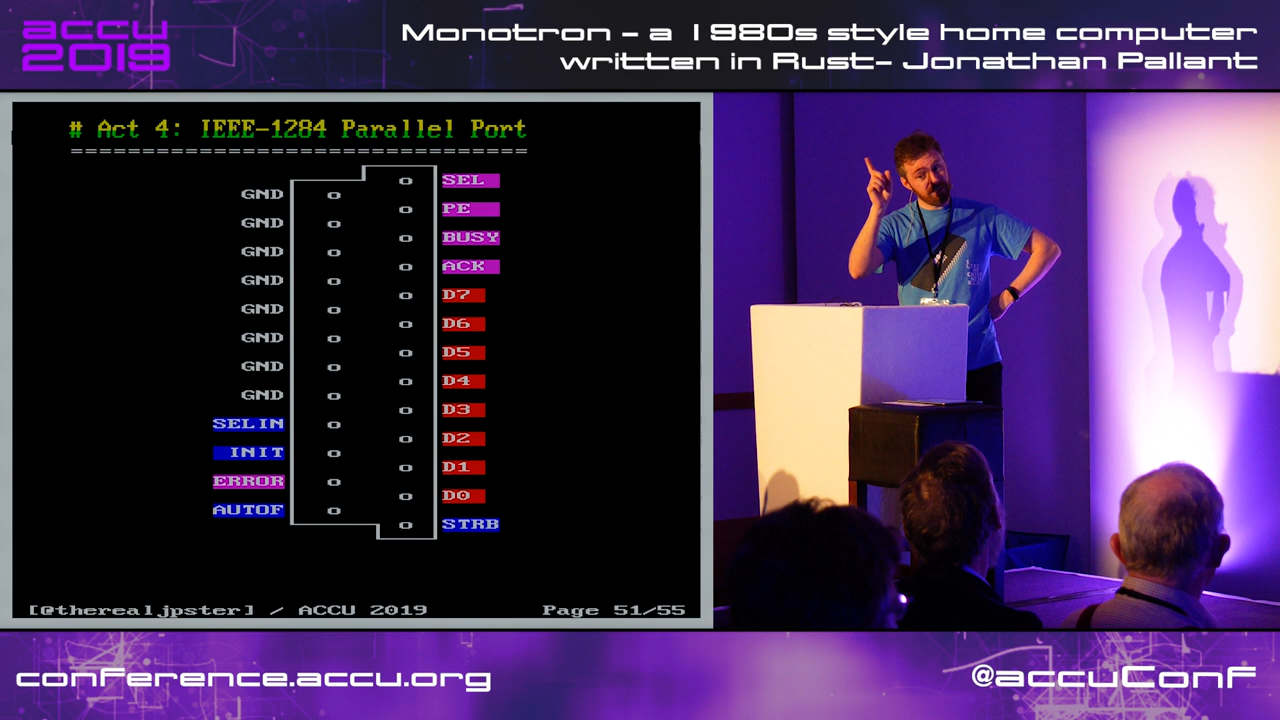 accu
2019
Monotron - a 1980s style home computer
written in Rust- Jonathan Pallant
# Act 4: IEEE-1284 Parallel Port
================================
SEL
GND
PE
GND
BUSY
GND
ACK
GND
D7
GND
D6
GND
D5
GND
D4
GND
D3
SELIN
D2
INIT
D1
ERROR
D0
AUTOF
STRB
[@therealjpster] / ACCU 2019
Page 51/55
conference.accu.org
@accuConf